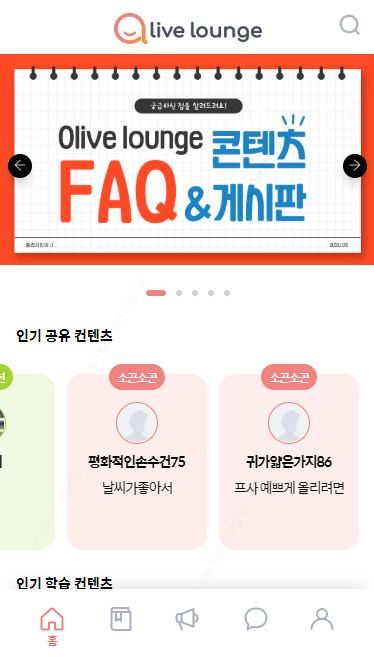 alive lounge
궁금하신 점을 알려드려요!
Olive lounge 콘텐츠
FAQ & 게시판
2020.06
인기 공유 컨텐츠
소곤소곤
소곤소곤
평화적인손수건75
귀가얇은가지86
날씨가좋아서
프사 예쁘게 올리려면
인기 학습 컨텐츠
홈